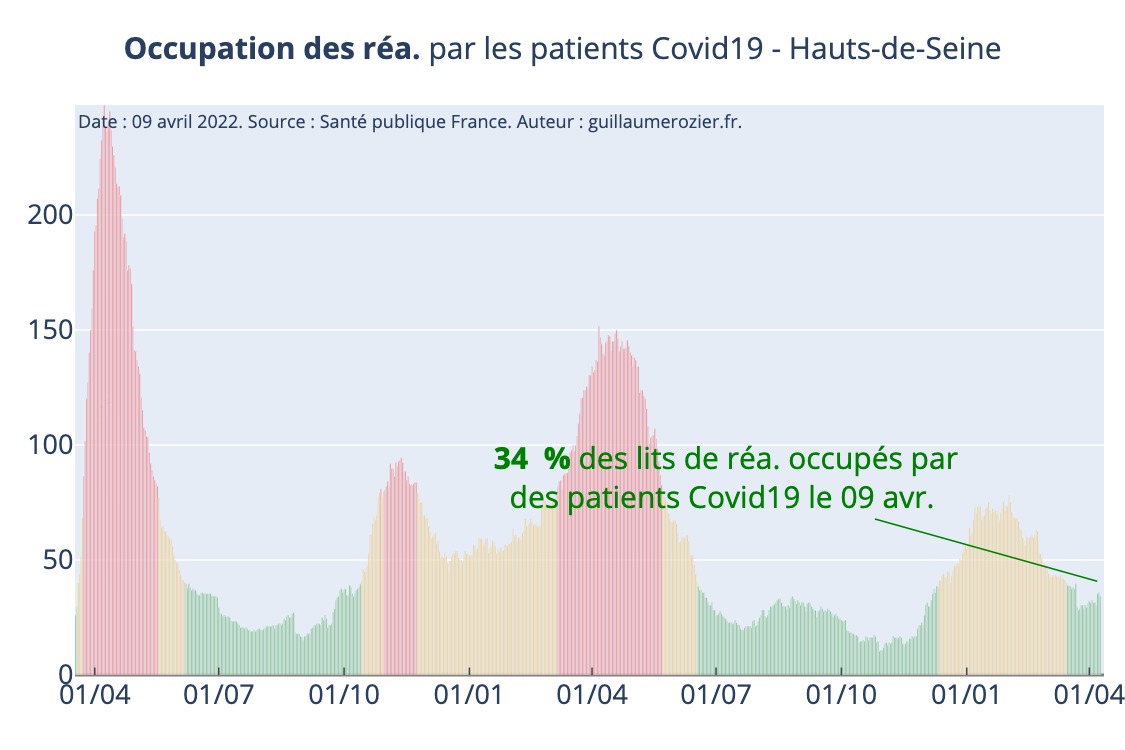 Occupation des réa. par les patients Covid19 - Hauts-de-Seine
Date : 09 avril 2022. Source : Santé publique France. Auteur : guillaumerozier.fr.
200
150
100
34  % des lits de réa. occupés par
des patients Covid19 le 09 avr.
50
0
01/04 01/07 01/10 01/01 01/04 01/07 01/10 01/01 01/04